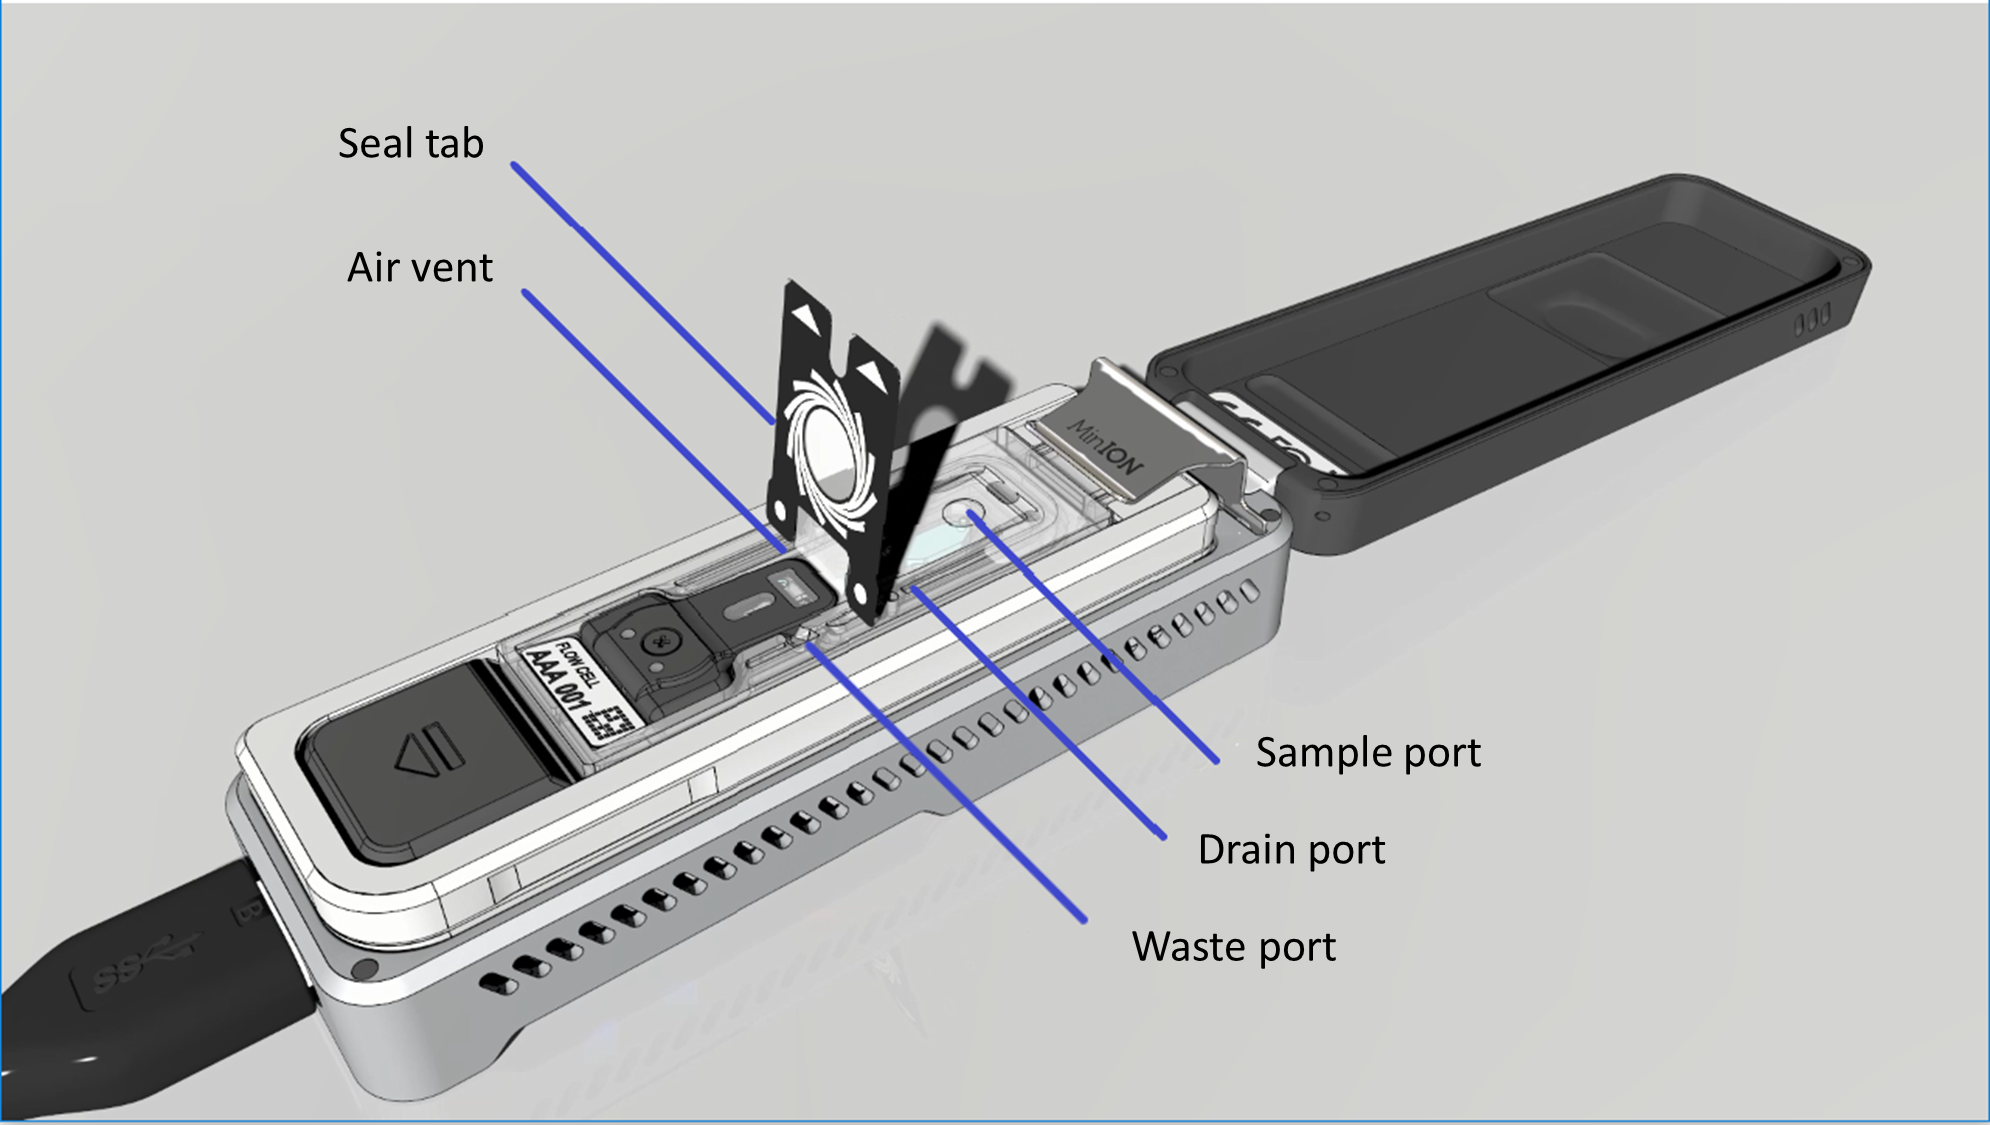 Seal tab
Air vent
MinION
FLOW CELL
AAA 001
SS
B
Sample port
Drain port
Waste port